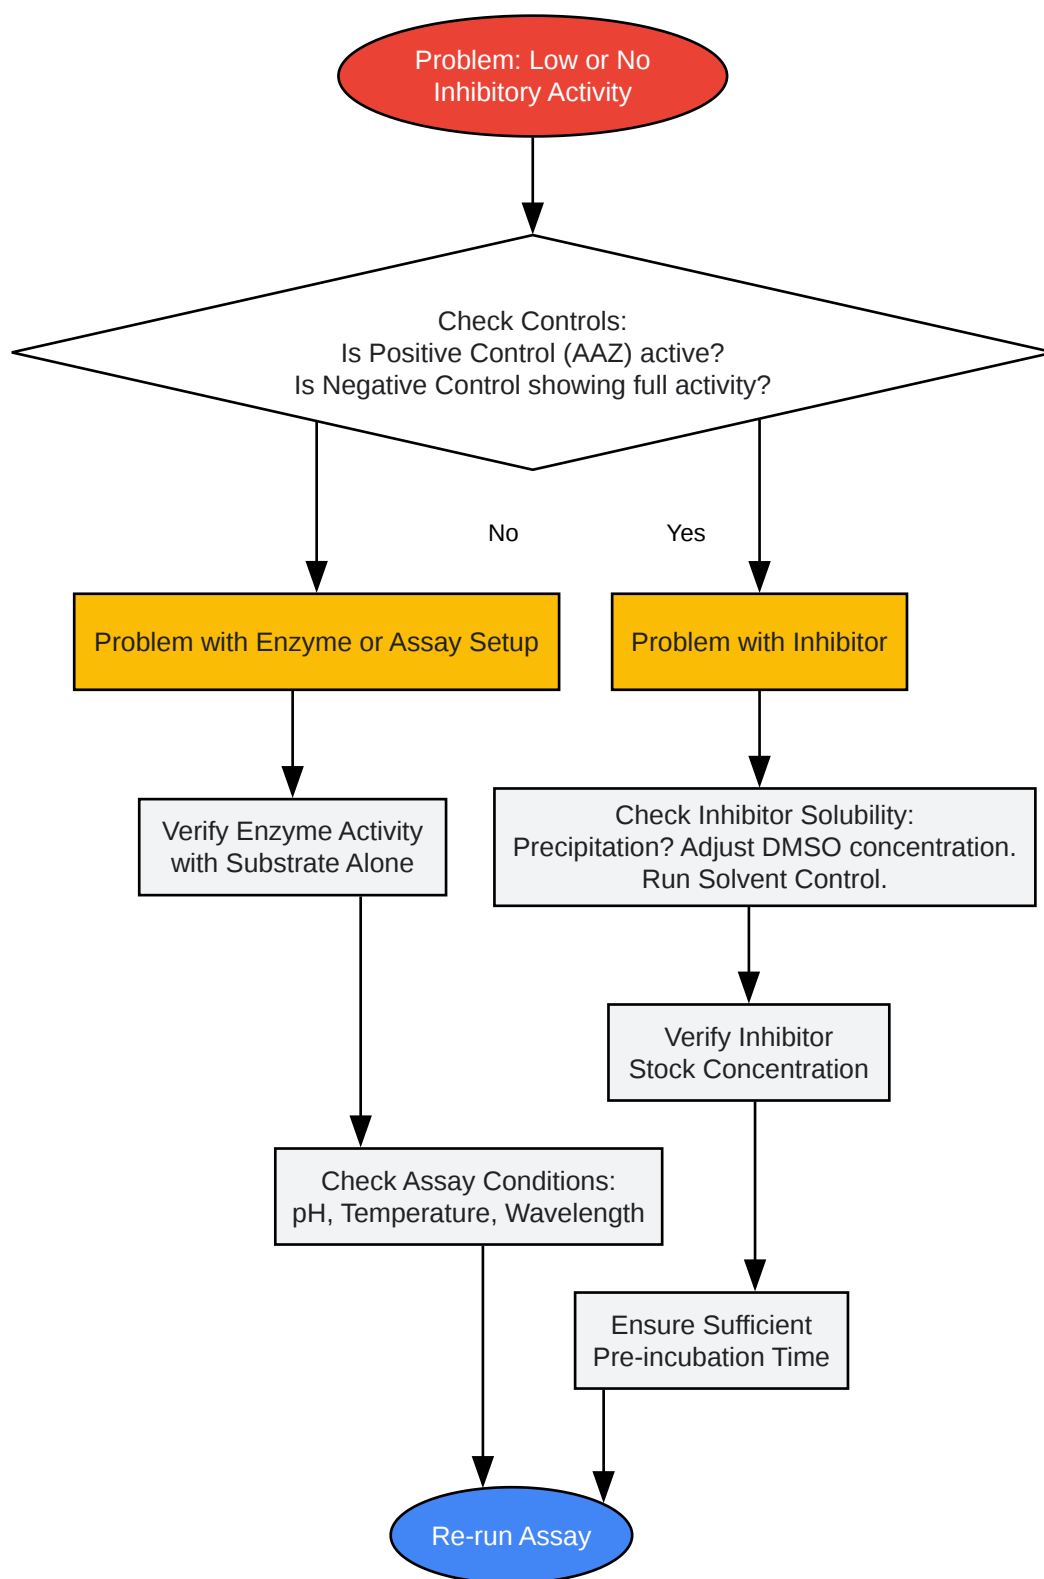 Problem: Low or No
Inhibitory Activity
Check Controls:
Is Positive Control (AAZ) active?
Is Negative Control showing full activity?
No
Yes
Problem with Enzyme or Assay Setup
Problem with Inhibitor
Verify Enzyme Activity
with Substrate Alone
Check Inhibitor Solubility:
Precipitation? Adjust DMSO concentration.
Run Solvent Control.
Verify Inhibitor
Stock Concentration
Check Assay Conditions:
pH, Temperature, Wavelength
Ensure Sufficient
Pre-incubation Time
Re-run Assay